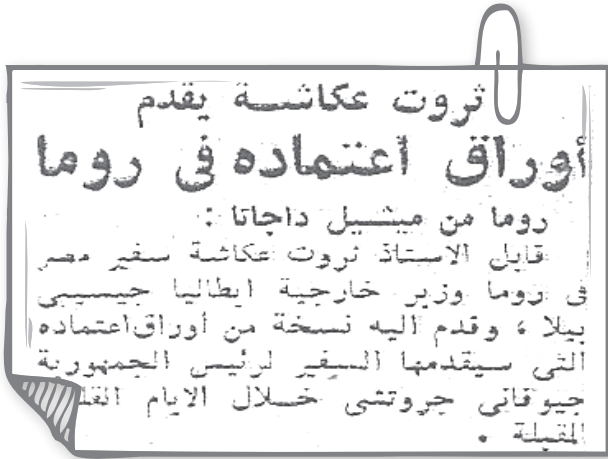 ثروت عكاشة يقدم
أوراق اعتماده فى روما
روما من ميشيل داجاتا :
قابل الاستاذ ثروت عكاشة سفير مصر
فى روما وزير خارجية ايطاليا جيسيبى
بيلا ، وقدم اليه نسخة من أوراق اعتماده
التى سيقدمها السفير لرئيس الجمهورية
جيوفانى جروتشى خلال الايام
المقبلة .